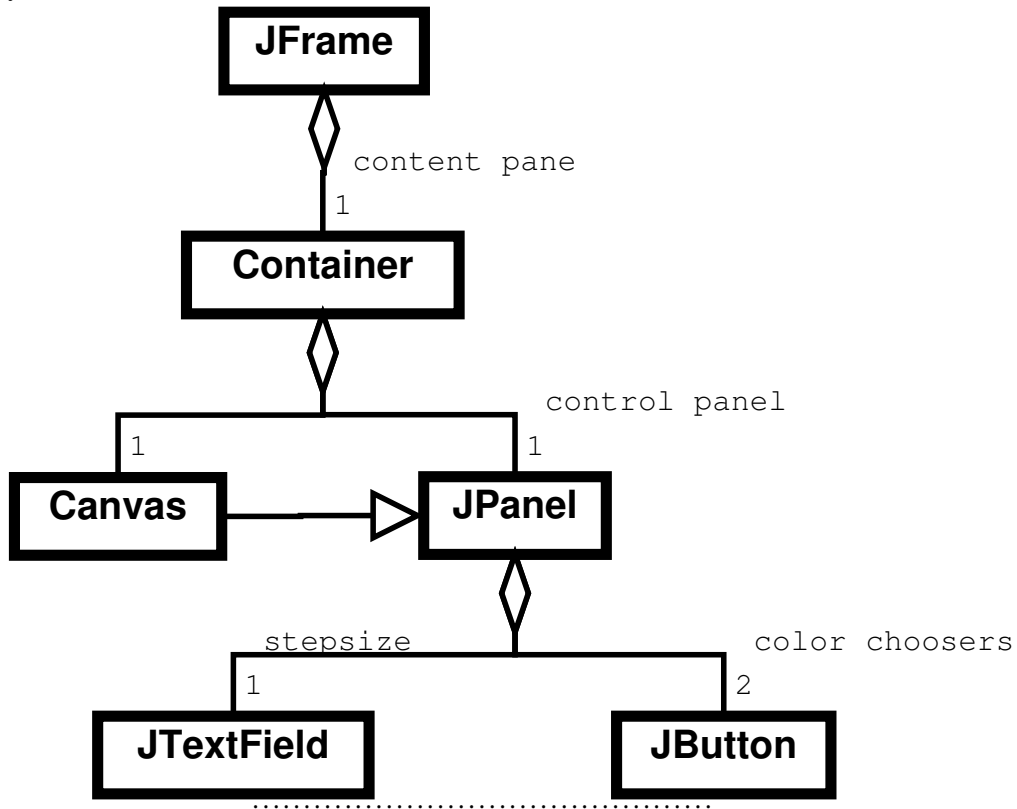 JFrame
content pane
1
Container
control panel
1
1
Canvas
JPanel
stepsize
color choosers
1
2
JTextField
JButton